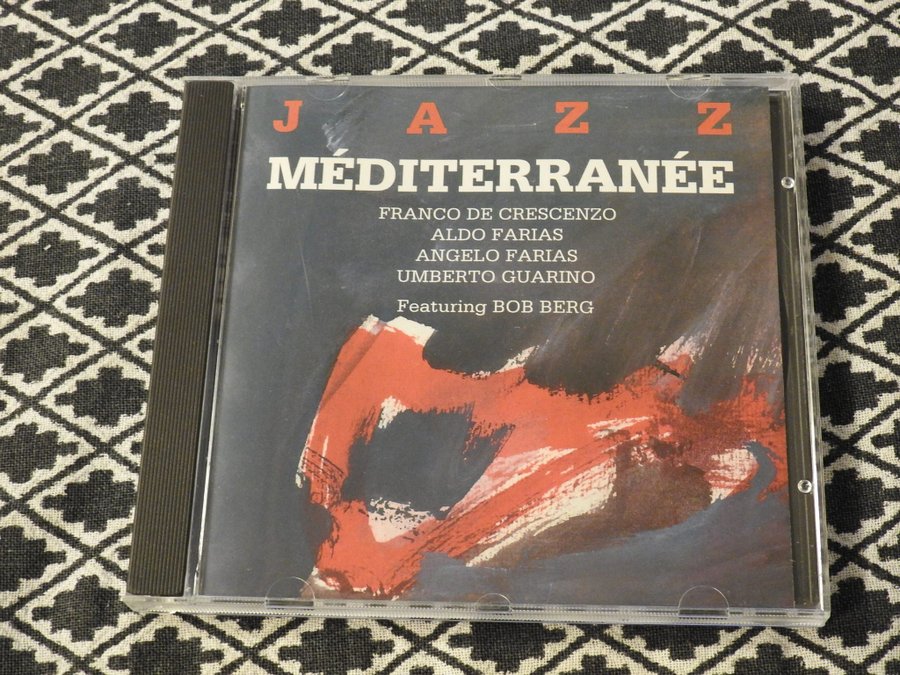 JAZZ
MÉDITERRANÉE
FRANCO DE CRESCENZO
ALDO FARIAS
ANGELO FARIAS
UMBERTO GUARINO
Featuring BOB BERG